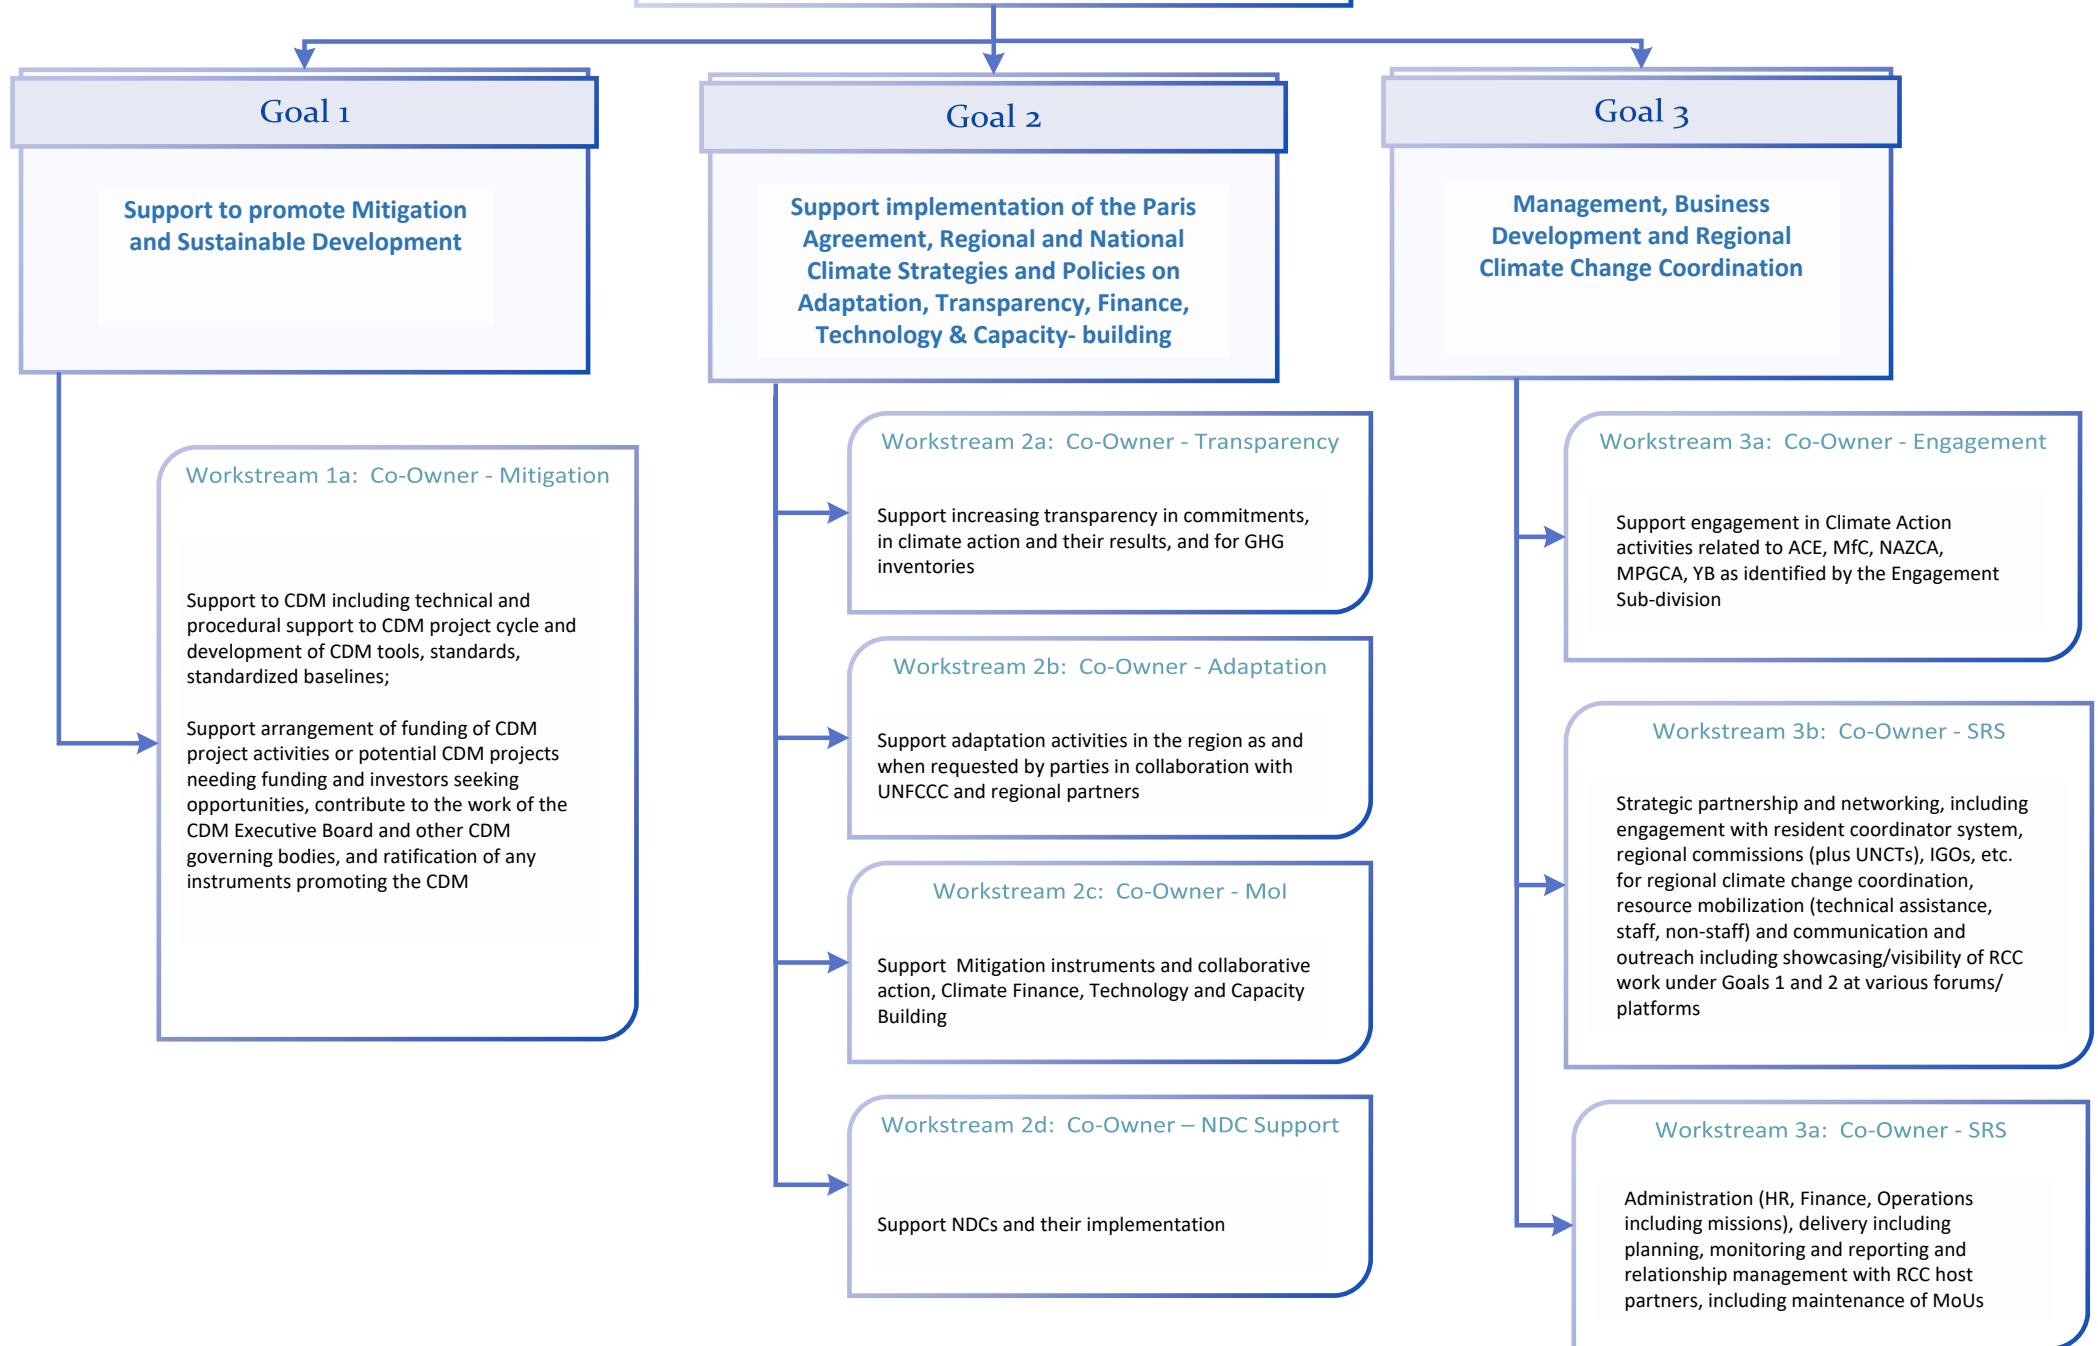 Goal 1
Support to promote Mitigation
and Sustainable Development
Workstream 1a:  Co-Owner - Mitigation
Support to CDM including technical and
procedural support to CDM project cycle and
development of CDM tools, standards,
standardized baselines;
Support arrangement of funding of CDM
project activities or potential CDM projects
needing funding and investors seeking
opportunities, contribute to the work of the
CDM Executive Board and other CDM
governing bodies, and ratification of any
instruments promoting the CDM
Goal 2
Support implementation of the Paris
Agreement, Regional and National
Climate Strategies and Policies on
Adaptation, Transparency, Finance,
Technology & Capacity- building
Workstream 2a:  Co-Owner - Transparency
Support increasing transparency in commitments,
in climate action and their results, and for GHG
inventories
Workstream 2b:  Co-Owner - Adaptation
Support adaptation activities in the region as and
when requested by parties in collaboration with
UNFCCC and regional partners
Workstream 2c:  Co-Owner - MoI
Support  Mitigation instruments and collaborative
action, Climate Finance, Technology and Capacity
Building
Workstream 2d:  Co-Owner – NDC Support
Support NDCs and their implementation
Goal 3
Management, Business
Development and Regional
Climate Change Coordination
Workstream 3a:  Co-Owner - Engagement
Support engagement in Climate Action
activities related to ACE, MfC, NAZCA,
MPGCA, YB as identified by the Engagement
Sub-division
Workstream 3b:  Co-Owner - SRS
Strategic partnership and networking, including
engagement with resident coordinator system,
regional commissions (plus UNCTs), IGOs, etc.
for regional climate change coordination,
resource mobilization (technical assistance,
staff, non-staff) and communication and
outreach including showcasing/visibility of RCC
work under Goals 1 and 2 at various forums/
platforms
Workstream 3a:  Co-Owner - SRS
Administration (HR, Finance, Operations
including missions), delivery including
planning, monitoring and reporting and
relationship management with RCC host
partners, including maintenance of MoUs